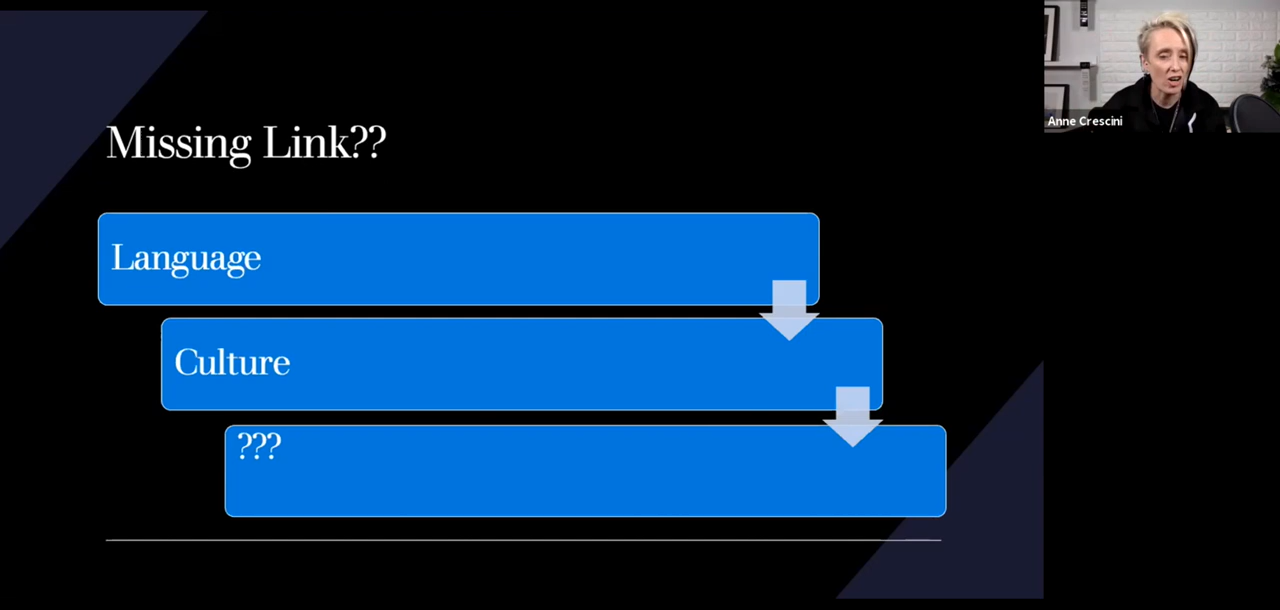 Missing Link??
Language
Culture
???
Anne Crescini